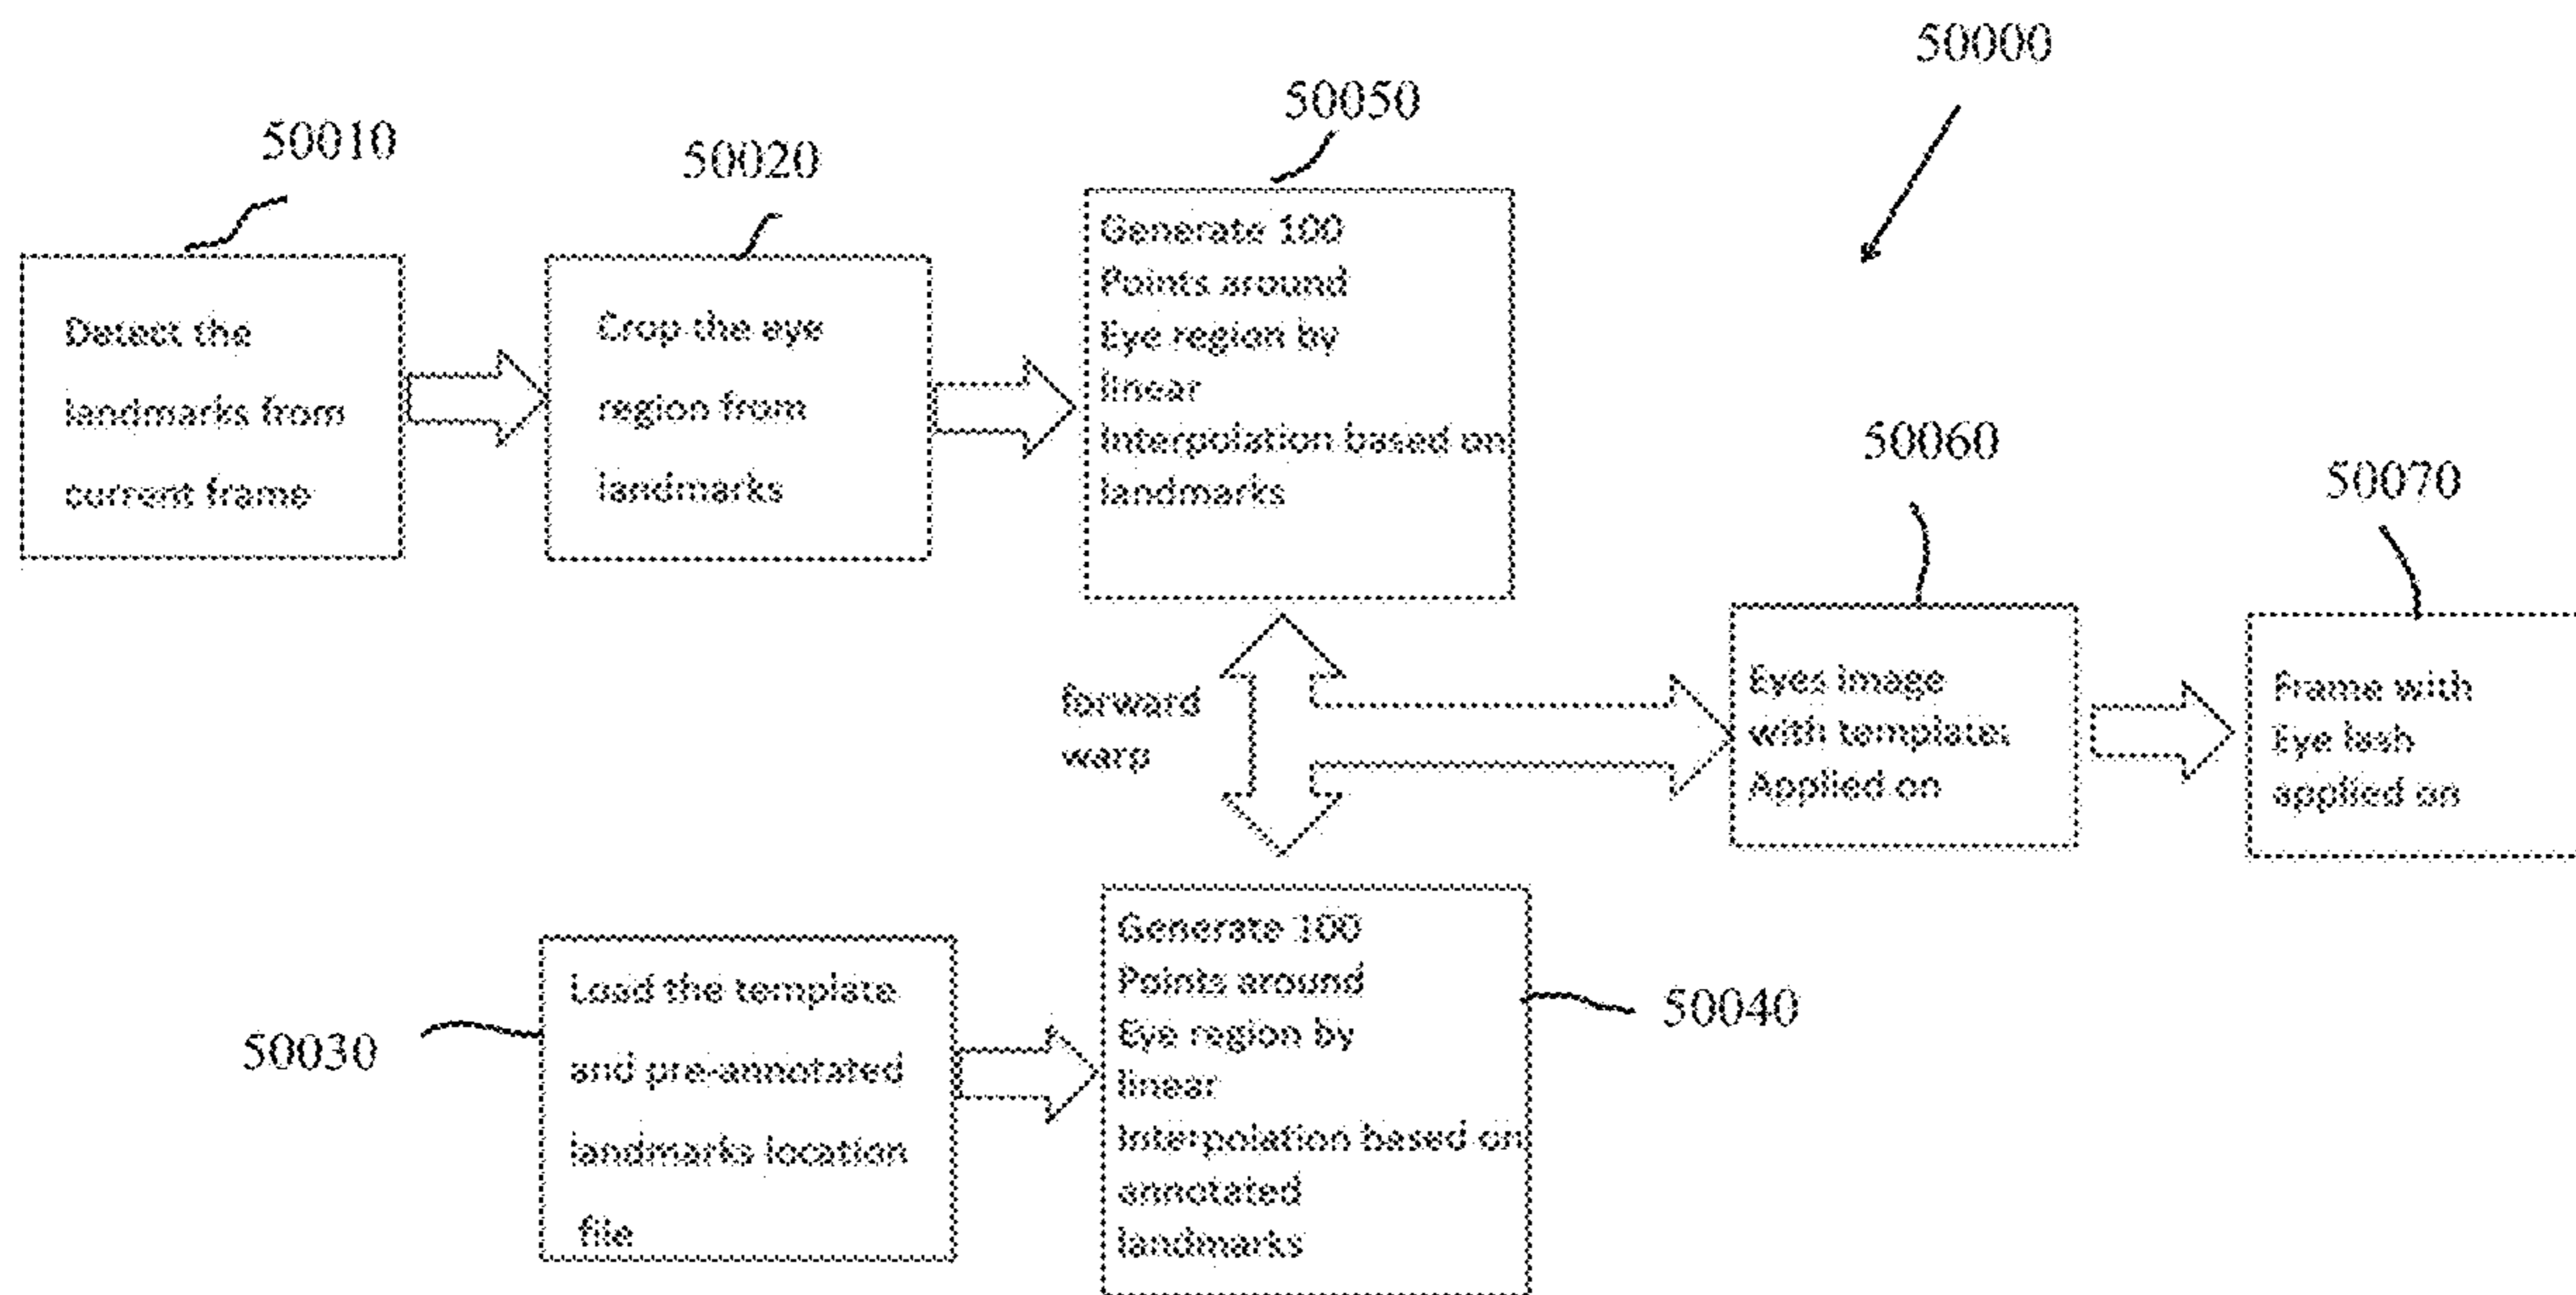 50000
50010
50020
50050
Detect the
landmarks from
current frame
Crop the eye
region from
landmarks
Generate 100
Points around
Eye region by
linear
Interpolation based on
landmarks
50060
50070
forward
warp
Eyes image
with templates
Applied on
Frame with
Eye lash
applied on
50030
Load the template
and pre-annotated
landmarks location
file
Generate 100
Points around
Eye region by
linear
Interpolation based on
annotated
landmarks
50040